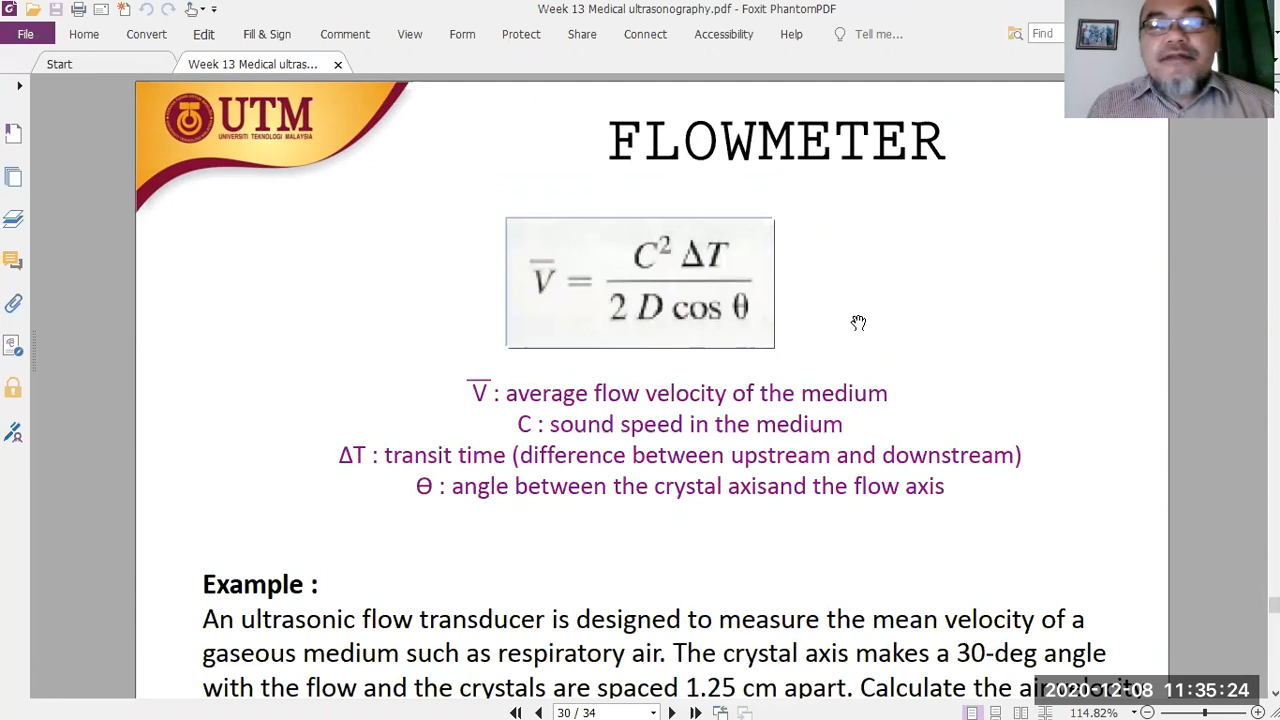 Week 13 Medical ultrasonography.pdf - Foxit PhantomPDF
File Home Convert Edit Fill & Sign Comment View Form Protect Share Connect Accessibility Help Tell me... Find
Start Week 13 Medical ultras...
UTM
UNIVERSITI TEKNOLOGI MALAYSIA
FLOWMETER
V̅ = C² ΔT / 2 D cos θ
V̅ : average flow velocity of the medium
C : sound speed in the medium
ΔT : transit time (difference between upstream and downstream)
Ɵ : angle between the crystal axisand the flow axis
Example :
An ultrasonic flow transducer is designed to measure the mean velocity of a
gaseous medium such as respiratory air. The crystal axis makes a 30-deg angle
with the flow and the crystals are spaced 1.25 cm apart. Calculate the
2020-12-08 11:35:24
30 / 34
114.82%